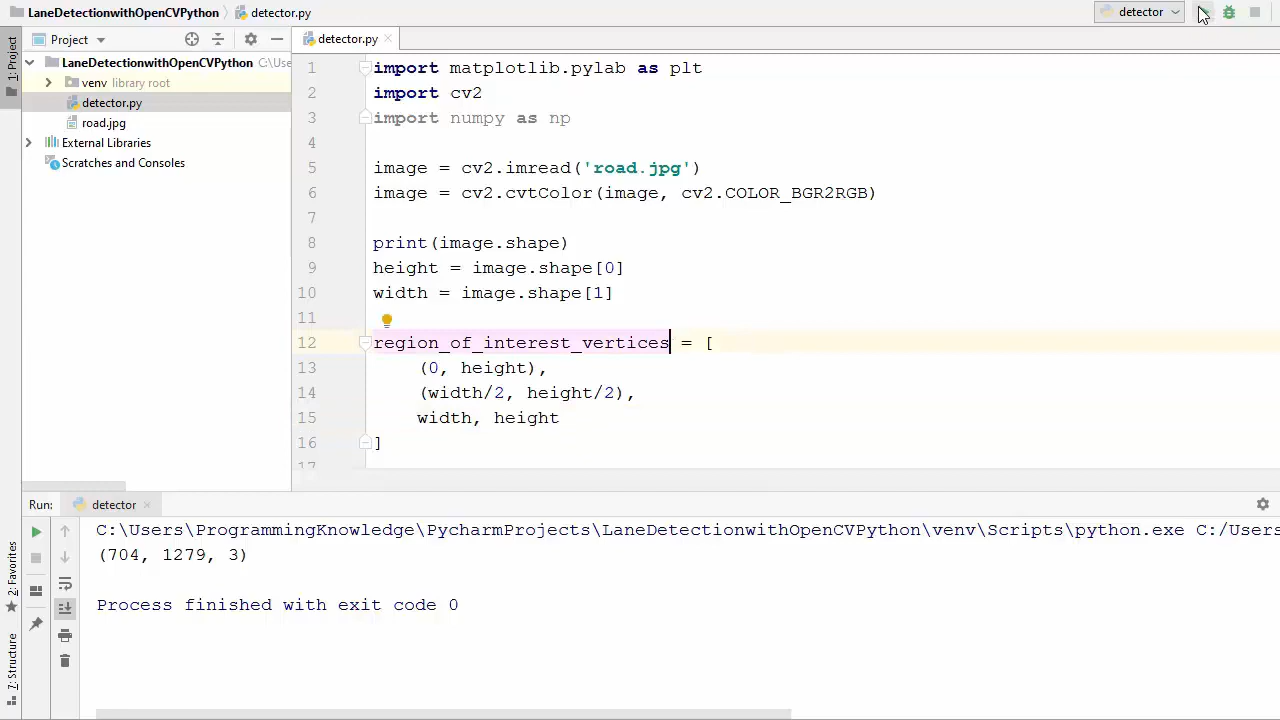 LaneDetectionwithOpenCVPython detector.py detector
1: Project
Project
detector.py
LaneDetectionwithOpenCVPython C:\Use
venv library root
detector.py
road.jpg
External Libraries
Scratches and Consoles
1 import matplotlib.pylab as plt
2 import cv2
3 import numpy as np
4
5 image = cv2.imread('road.jpg')
6 image = cv2.cvtColor(image, cv2.COLOR_BGR2RGB)
7
8 print(image.shape)
9 height = image.shape[0]
10 width = image.shape[1]
11
12 region_of_interest_vertices = [
13 (0, height),
14 (width/2, height/2),
15 width, height
16 ]
17
Run: detector
C:\Users\ProgrammingKnowledge\PycharmProjects\LaneDetectionwithOpenCVPython\venv\Scripts\python.exe C:/Users
(704, 1279, 3)
Process finished with exit code 0
2: Favorites
7: Structure